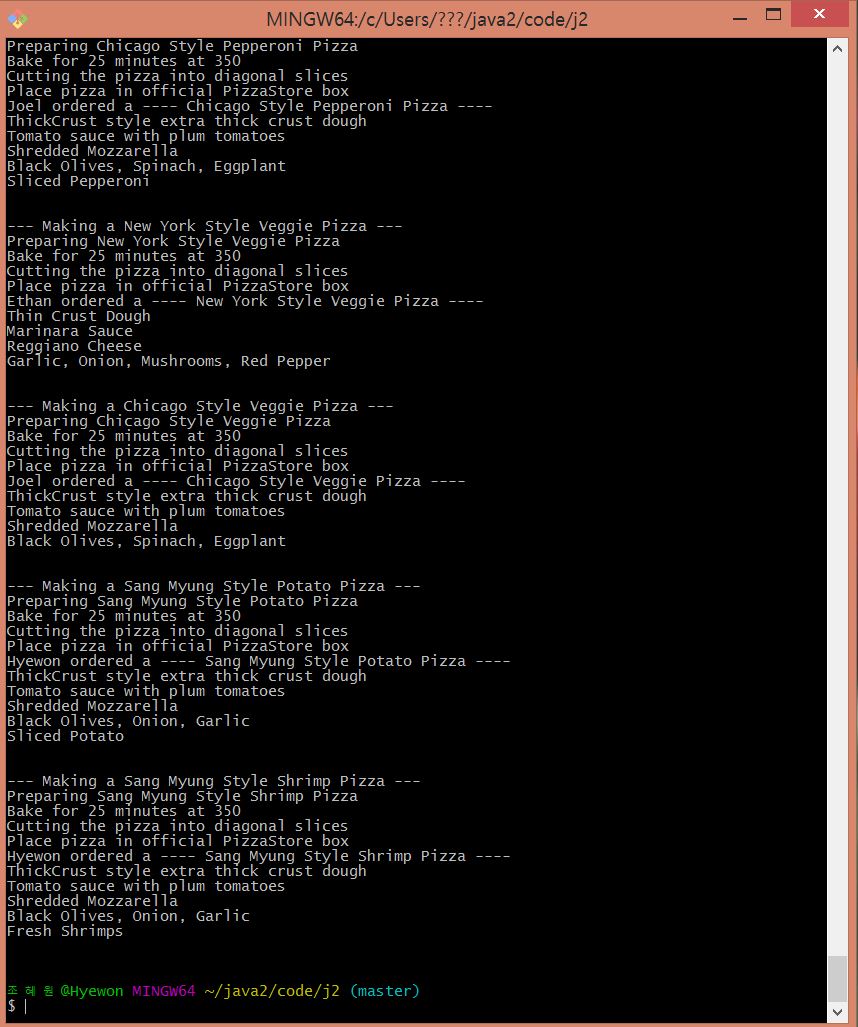 MINGW64:/c/Users/???/java2/code/j2
Preparing Chicago Style Pepperoni Pizza
Bake for 25 minutes at 350
Cutting the pizza into diagonal slices
Place pizza in official PizzaStore box
Joel ordered a ---- Chicago Style Pepperoni Pizza ----
ThickCrust style extra thick crust dough
Tomato sauce with plum tomatoes
Shredded Mozzarella
Black Olives, Spinach, Eggplant
Sliced Pepperoni
--- Making a New York Style Veggie Pizza ---
Preparing New York Style Veggie Pizza
Bake for 25 minutes at 350
Cutting the pizza into diagonal slices
Place pizza in official PizzaStore box
Ethan ordered a ---- New York Style Veggie Pizza ----
Thin Crust Dough
Marinara Sauce
Reggiano Cheese
Garlic, Onion, Mushrooms, Red Pepper
--- Making a Chicago Style Veggie Pizza ---
Preparing Chicago Style Veggie Pizza
Bake for 25 minutes at 350
Cutting the pizza into diagonal slices
Place pizza in official PizzaStore box
Joel ordered a ---- Chicago Style Veggie Pizza ----
ThickCrust style extra thick crust dough
Tomato sauce with plum tomatoes
Shredded Mozzarella
Black Olives, Spinach, Eggplant
--- Making a Sang Myung Style Potato Pizza ---
Preparing Sang Myung Style Potato Pizza
Bake for 25 minutes at 350
Cutting the pizza into diagonal slices
Place pizza in official PizzaStore box
Hyewon ordered a ---- Sang Myung Style Potato Pizza ----
ThickCrust style extra thick crust dough
Tomato sauce with plum tomatoes
Shredded Mozzarella
Black Olives, Onion, Garlic
Sliced Potato
--- Making a Sang Myung Style Shrimp Pizza ---
Preparing Sang Myung Style Shrimp Pizza
Bake for 25 minutes at 350
Cutting the pizza into diagonal slices
Place pizza in official PizzaStore box
Hyewon ordered a ---- Sang Myung Style Shrimp Pizza ----
ThickCrust style extra thick crust dough
Tomato sauce with plum tomatoes
Shredded Mozzarella
Black Olives, Onion, Garlic
Fresh Shrimps
조 혜 원 @Hyewon MINGW64 ~/java2/code/j2 (master)
$